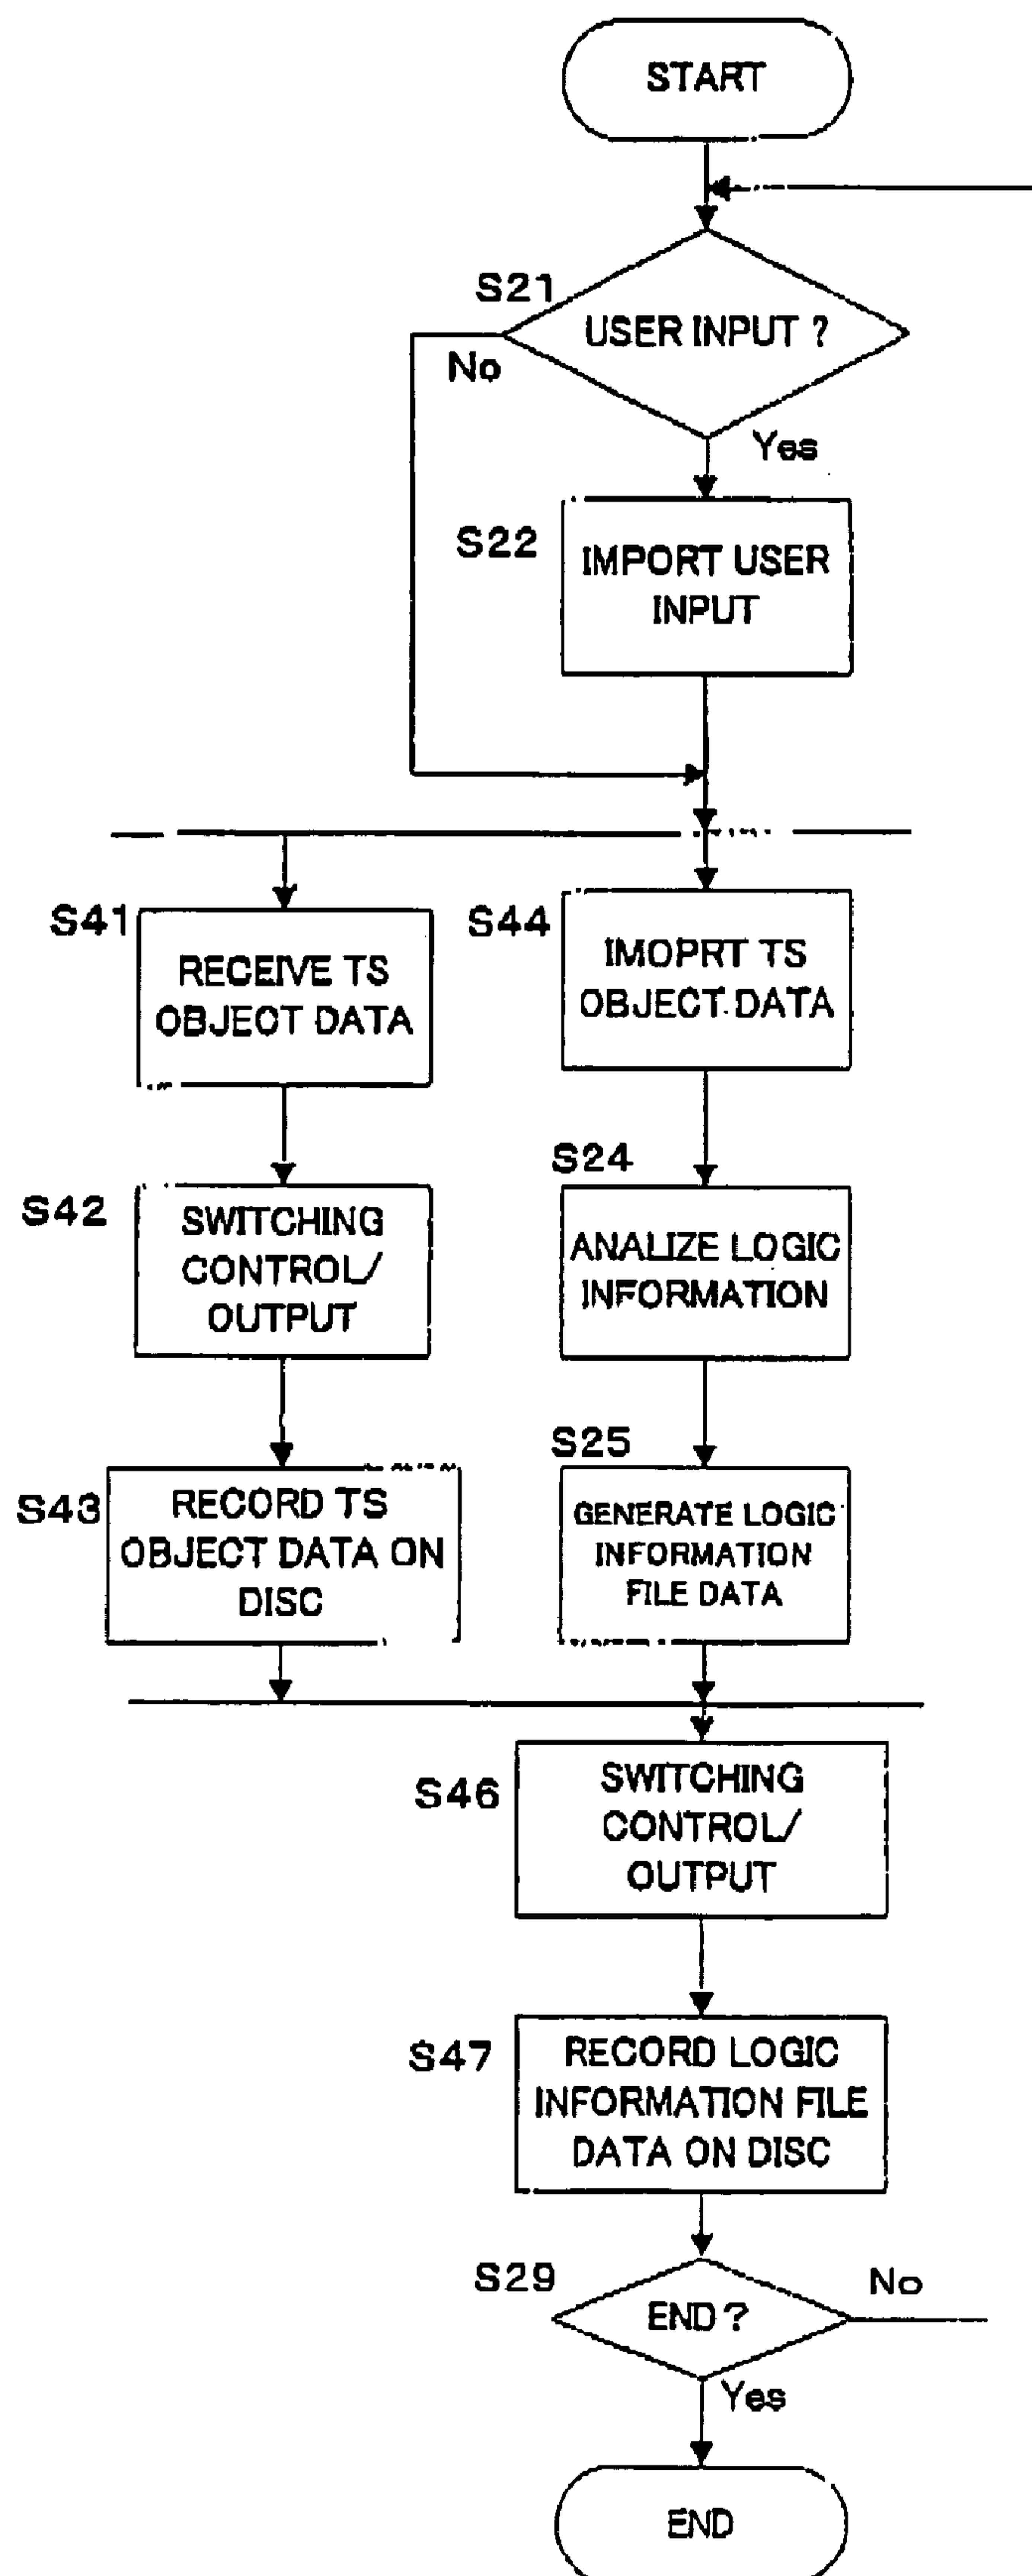 START
S21
USER INPUT ?
No
Yes
S22
IMPORT USER
INPUT
S41
RECEIVE TS
OBJECT DATA
S42
SWITCHING
CONTROL/
OUTPUT
S43
RECORD TS
OBJECT DATA ON
DISC
S44
IMOPRT TS
OBJECT DATA
S24
ANALIZE LOGIC
INFORMATION
S25
GENERATE LOGIC
INFORMATION
FILE DATA
S46
SWITCHING
CONTROL/
OUTPUT
S47
RECORD LOGIC
INFORMATION FILE
DATA ON DISC
S29
END ?
No
Yes
END